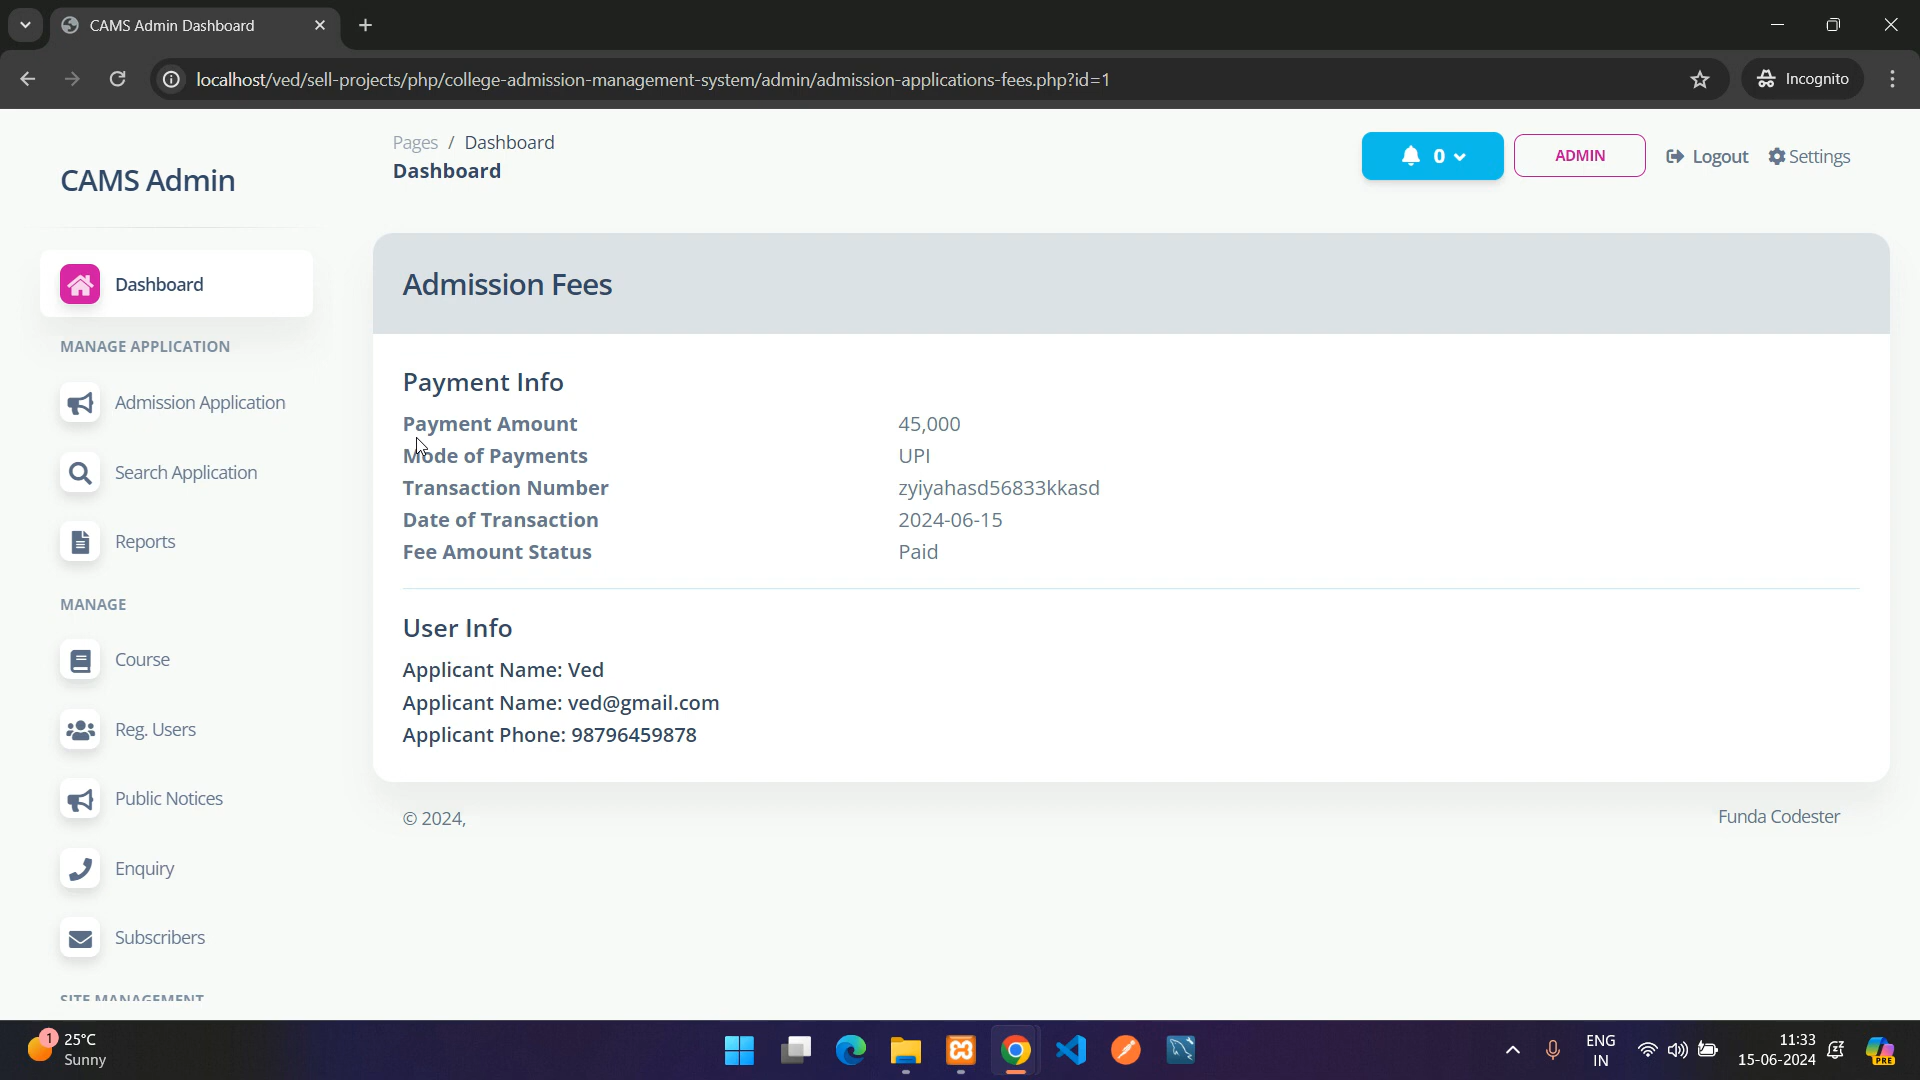 CAMS Admin Dashboard
localhost/ved/sell-projects/php/college-admission-management-system/admin/admission-applications-fees.php?id=1
Incognito
CAMS Admin
Pages / Dashboard
Dashboard
0
ADMIN
Logout
Settings
Dashboard
MANAGE APPLICATION
Admission Application
Search Application
Reports
MANAGE
Course
Reg. Users
Public Notices
Enquiry
Subscribers
SITE MANAGEMENT
Admission Fees
Payment Info
Payment Amount 45,000
Mode of Payments UPI
Transaction Number zyiyahasd56833kkasd
Date of Transaction 2024-06-15
Fee Amount Status Paid
User Info
Applicant Name: Ved
Applicant Name: ved@gmail.com
Applicant Phone: 98796459878
© 2024,
Funda Codester
1
25°C
Sunny
ENG
IN
11:33
15-06-2024
PRE